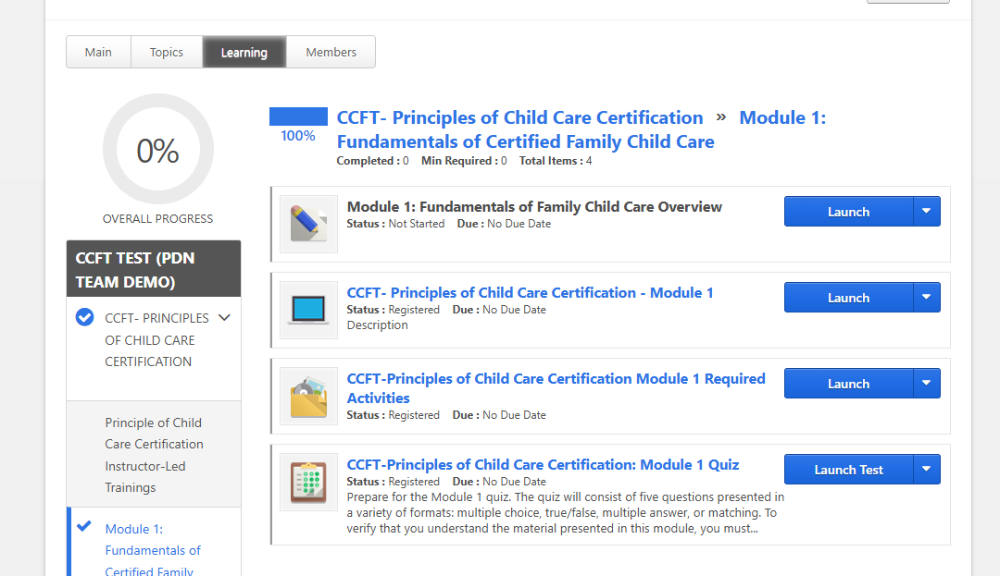 Main
Topics
Learning
Members
0%
OVERALL PROGRESS
CCFT TEST (PDN
TEAM DEMO)
CCFT- PRINCIPLES
OF CHILD CARE
CERTIFICATION
Principle of Child
Care Certification
Instructor-Led
Trainings
Module 1:
Fundamentals of
Certified Family
100%
CCFT- Principles of Child Care Certification » Module 1:
Fundamentals of Certified Family Child Care
Completed : 0 Min Required : 0 Total Items : 4
Module 1: Fundamentals of Family Child Care Overview
Status : Not Started Due : No Due Date
Launch
CCFT- Principles of Child Care Certification - Module 1
Status : Registered Due : No Due Date
Description
Launch
CCFT-Principles of Child Care Certification Module 1 Required
Activities
Status : Registered Due : No Due Date
Launch
CCFT-Principles of Child Care Certification: Module 1 Quiz
Status : Registered Due : No Due Date
Prepare for the Module 1 quiz. The quiz will consist of five questions presented in
a variety of formats: multiple choice, true/false, multiple answer, or matching. To
verify that you understand the material presented in this module, you must...
Launch Test